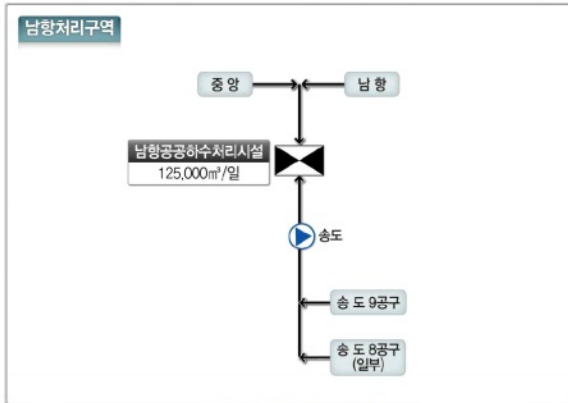 남항처리구역
중앙
남항
남항공공하수처리시설
125,000㎥/일
송도
송도9공구
송도8공구
(일부)